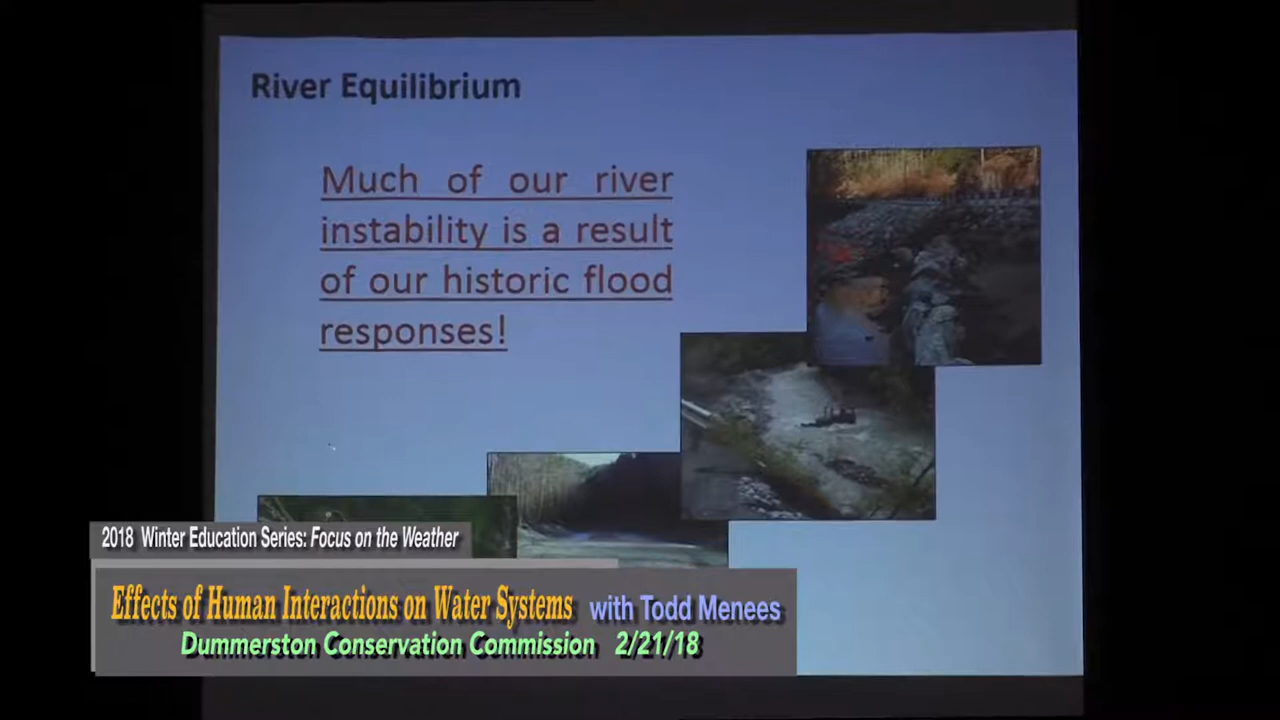 River Equilibrium
Much of our river
instability is a result
of our historic flood
responses!
2018 Winter Education Series: Focus on the Weather
Effects of Human Interactions on Water Systems with Todd Menees
Dummerston Conservation Commission 2/21/18